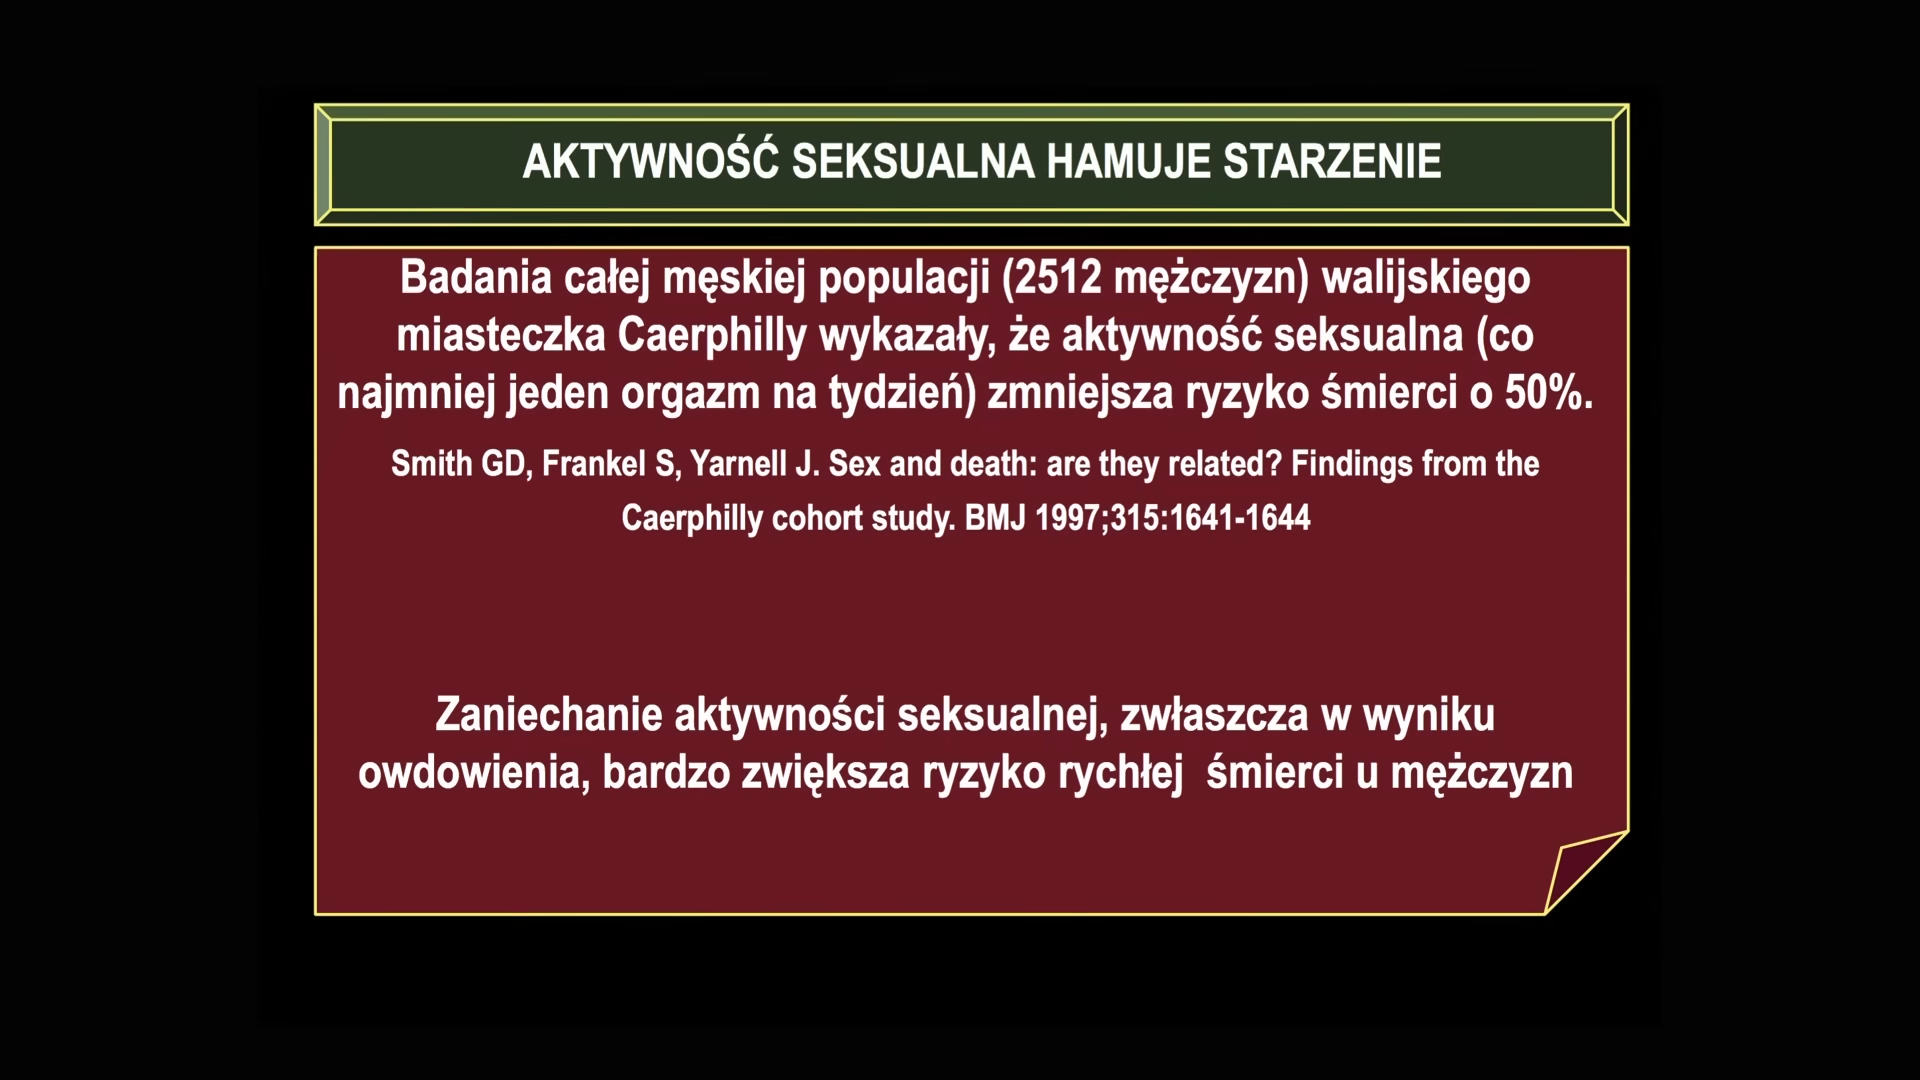 AKTYWNOŚĆ SEKSUALNA HAMUJE STARZENIE
Badania całej męskiej populacji (2512 mężczyzn) walijskiego
miasteczka Caerphilly wykazały, że aktywność seksualna (co
najmniej jeden orgazm na tydzień) zmniejsza ryzyko śmierci o 50%.
Smith GD, Frankel S, Yarnell J. Sex and death: are they related? Findings from the
Caerphilly cohort study. BMJ 1997;315:1641-1644
Zaniechanie aktywności seksualnej, zwłaszcza w wyniku
owdowienia, bardzo zwiększa ryzyko rychłej  śmierci u mężczyzn